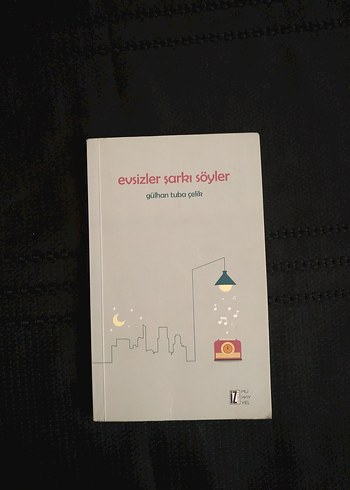 evsizler şarkı söyler
gülhan tuba çelik
İZ